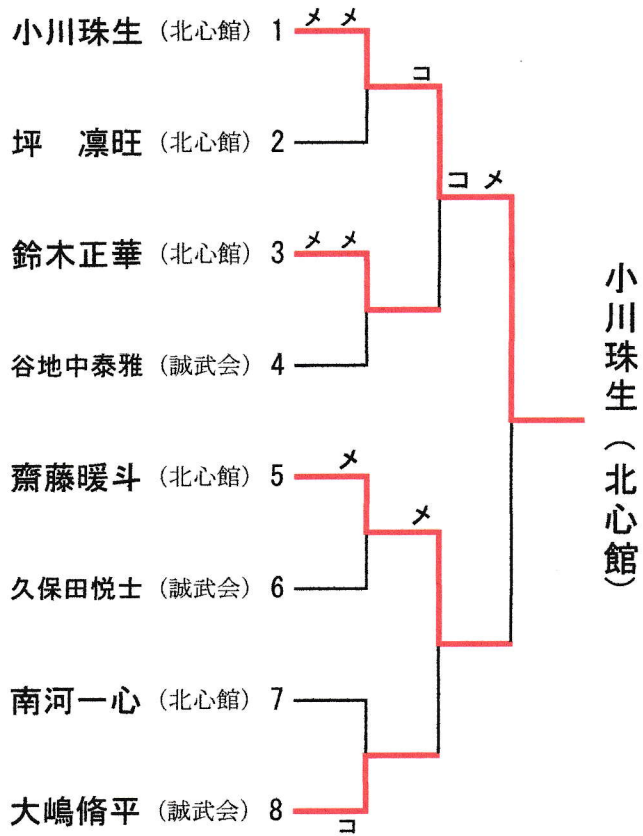 小川珠生 (北心館) 1
メメ
コ
坪 凛旺 (北心館) 2
コメ
鈴木正華 (北心館) 3
メメ
谷地中泰雅 (誠武会) 4
齋藤暖斗 (北心館) 5
メ
メ
久保田悦士 (誠武会) 6
南河一心 (北心館) 7
大嶋脩平 (誠武会) 8
コ
小川珠生(北心館)